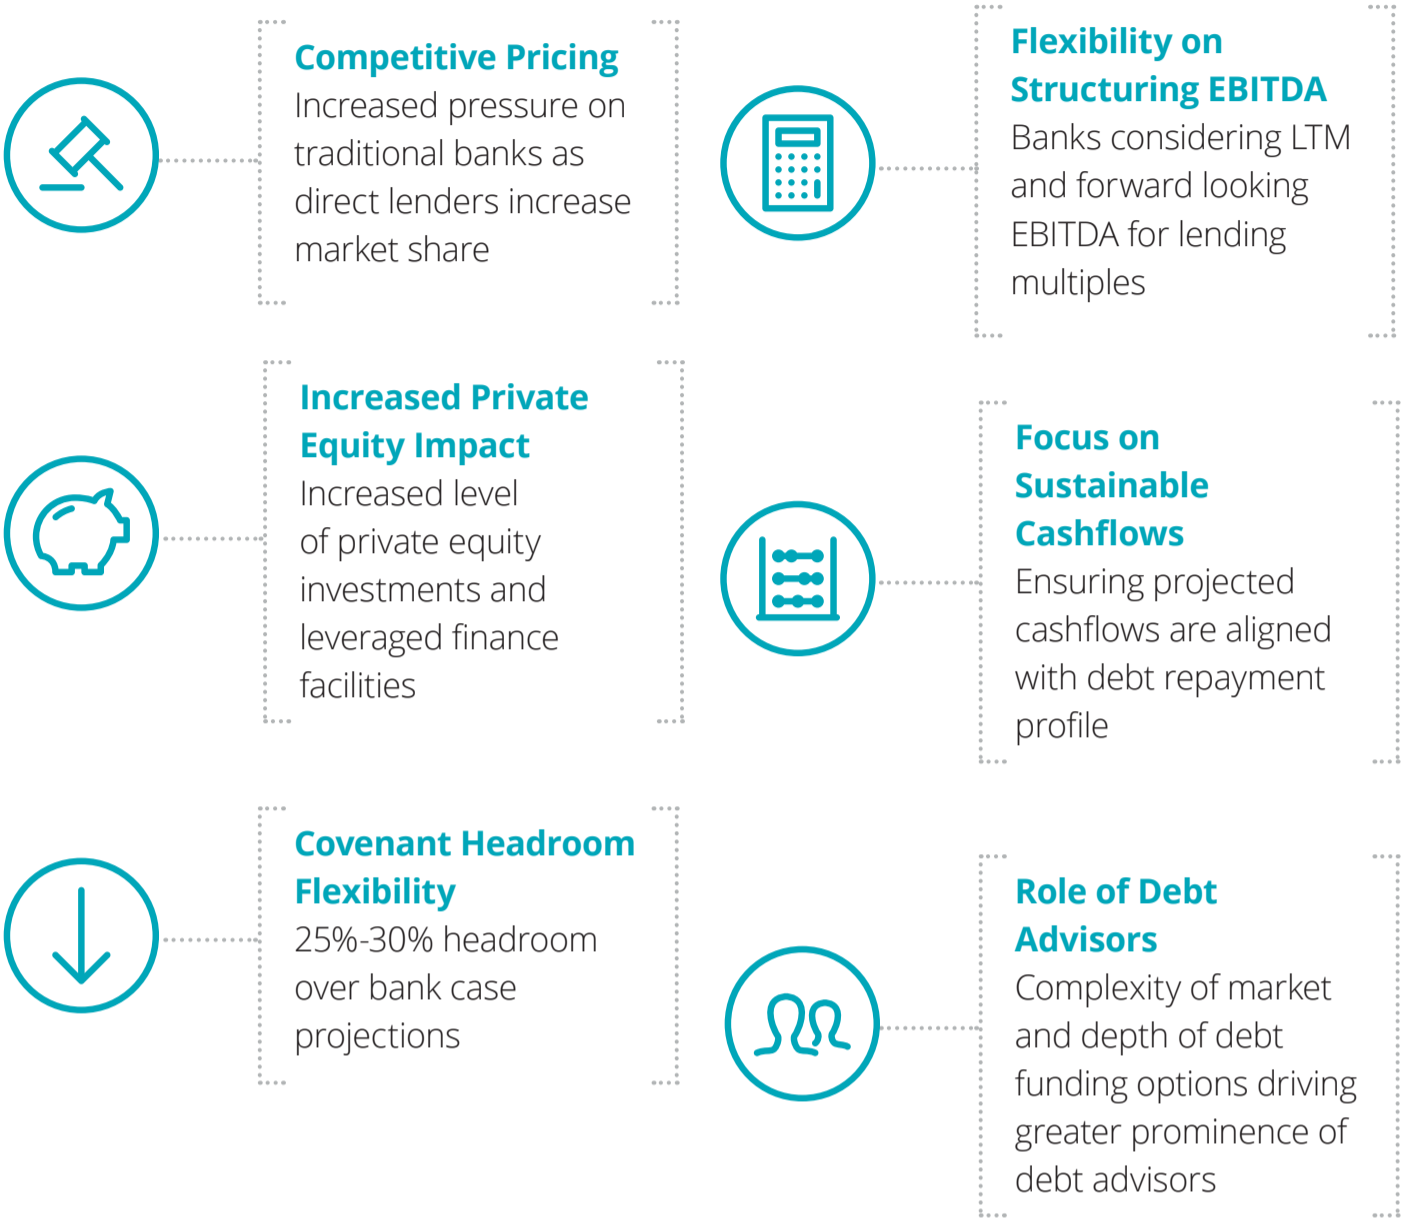 Competitive Pricing
Increased pressure on
traditional banks as
direct lenders increase
market share
Flexibility on
Structuring EBITDA
Banks considering LTM
and forward looking
EBITDA for lending
multiples
Increased Private
Equity Impact
Increased level
of private equity
investments and
leveraged finance
facilities
Focus on
Sustainable
Cashflows
Ensuring projected
cashflows are aligned
with debt repayment
profile
Covenant Headroom
Flexibility
25%-30% headroom
over bank case
projections
Role of Debt
Advisors
Complexity of market
and depth of debt
funding options driving
greater prominence of
debt advisors